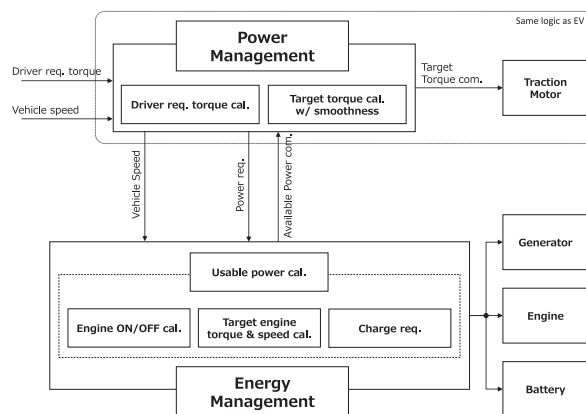 Same logic as EV
Power
Management
Driver req. torque
Target
Torque com.
Traction
Motor
Driver req. torque cal.
Target torque cal.
w/ smoothness
Vehicle speed
Vehicle Speed
Power req.
Available Power com.
Generator
Usable power cal.
Engine ON/OFF cal.
Target engine
torque & speed cal.
Charge req.
Engine
Energy
Management
Battery